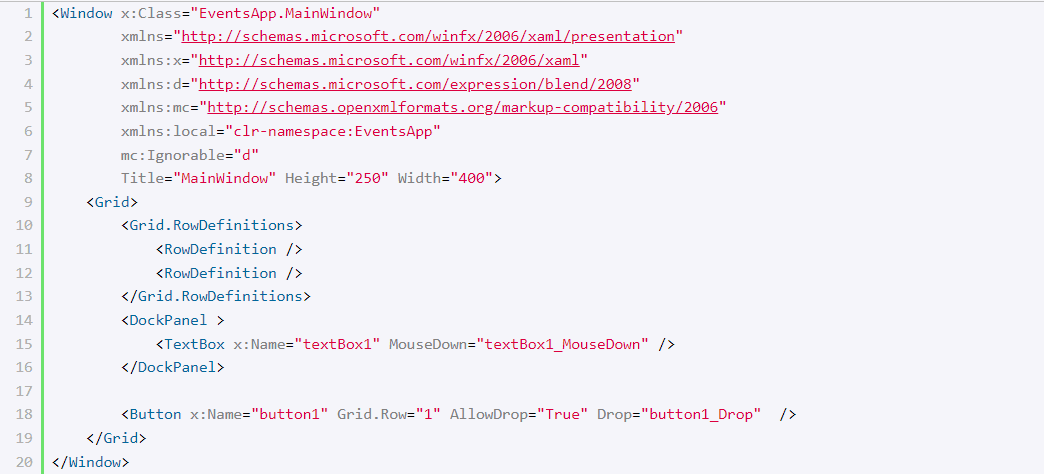 1 <Window x:Class="EventsApp.MainWindow"
2 xmlns="http://schemas.microsoft.com/winfx/2006/xaml/presentation"
3 xmlns:x="http://schemas.microsoft.com/winfx/2006/xaml"
4 xmlns:d="http://schemas.microsoft.com/expression/blend/2008"
5 xmlns:mc="http://schemas.openxmlformats.org/markup-compatibility/2006"
6 xmlns:local="clr-namespace:EventsApp"
7 mc:Ignorable="d"
8 Title="MainWindow" Height="250" Width="400">
9 <Grid>
10 <Grid.RowDefinitions>
11 <RowDefinition />
12 <RowDefinition />
13 </Grid.RowDefinitions>
14 <DockPanel >
15 <TextBox x:Name="textBox1" MouseDown="textBox1_MouseDown" />
16 </DockPanel>
17
18 <Button x:Name="button1" Grid.Row="1" AllowDrop="True" Drop="button1_Drop"  />
19 </Grid>
20 </Window>